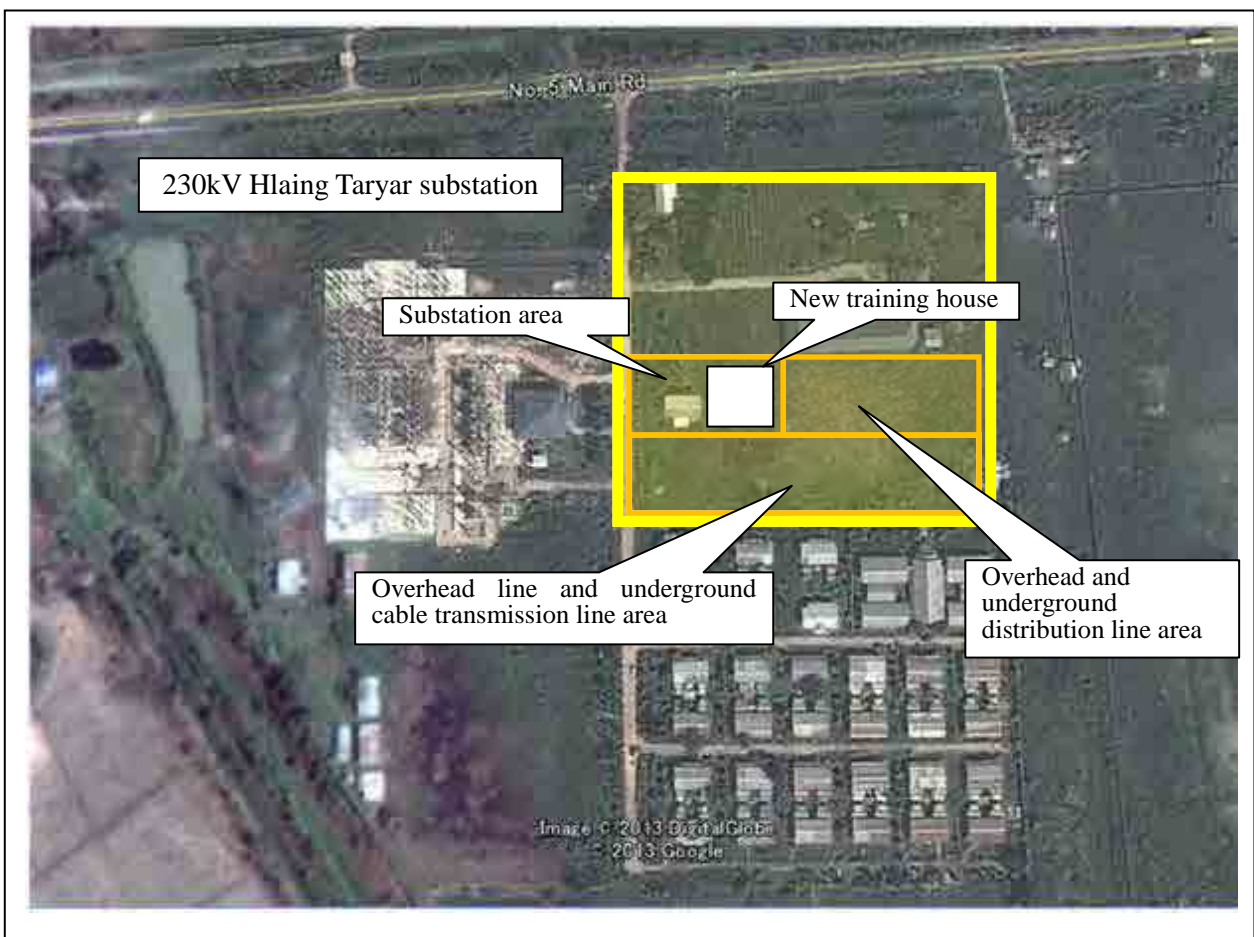 No. 5 Main Rd
230kV Hlaing Taryar substation
New training house
Substation area
Overhead line and underground
cable transmission line area
Overhead and
underground
distribution line area
Image © 2013 DigitalGlobe
© 2013 Google